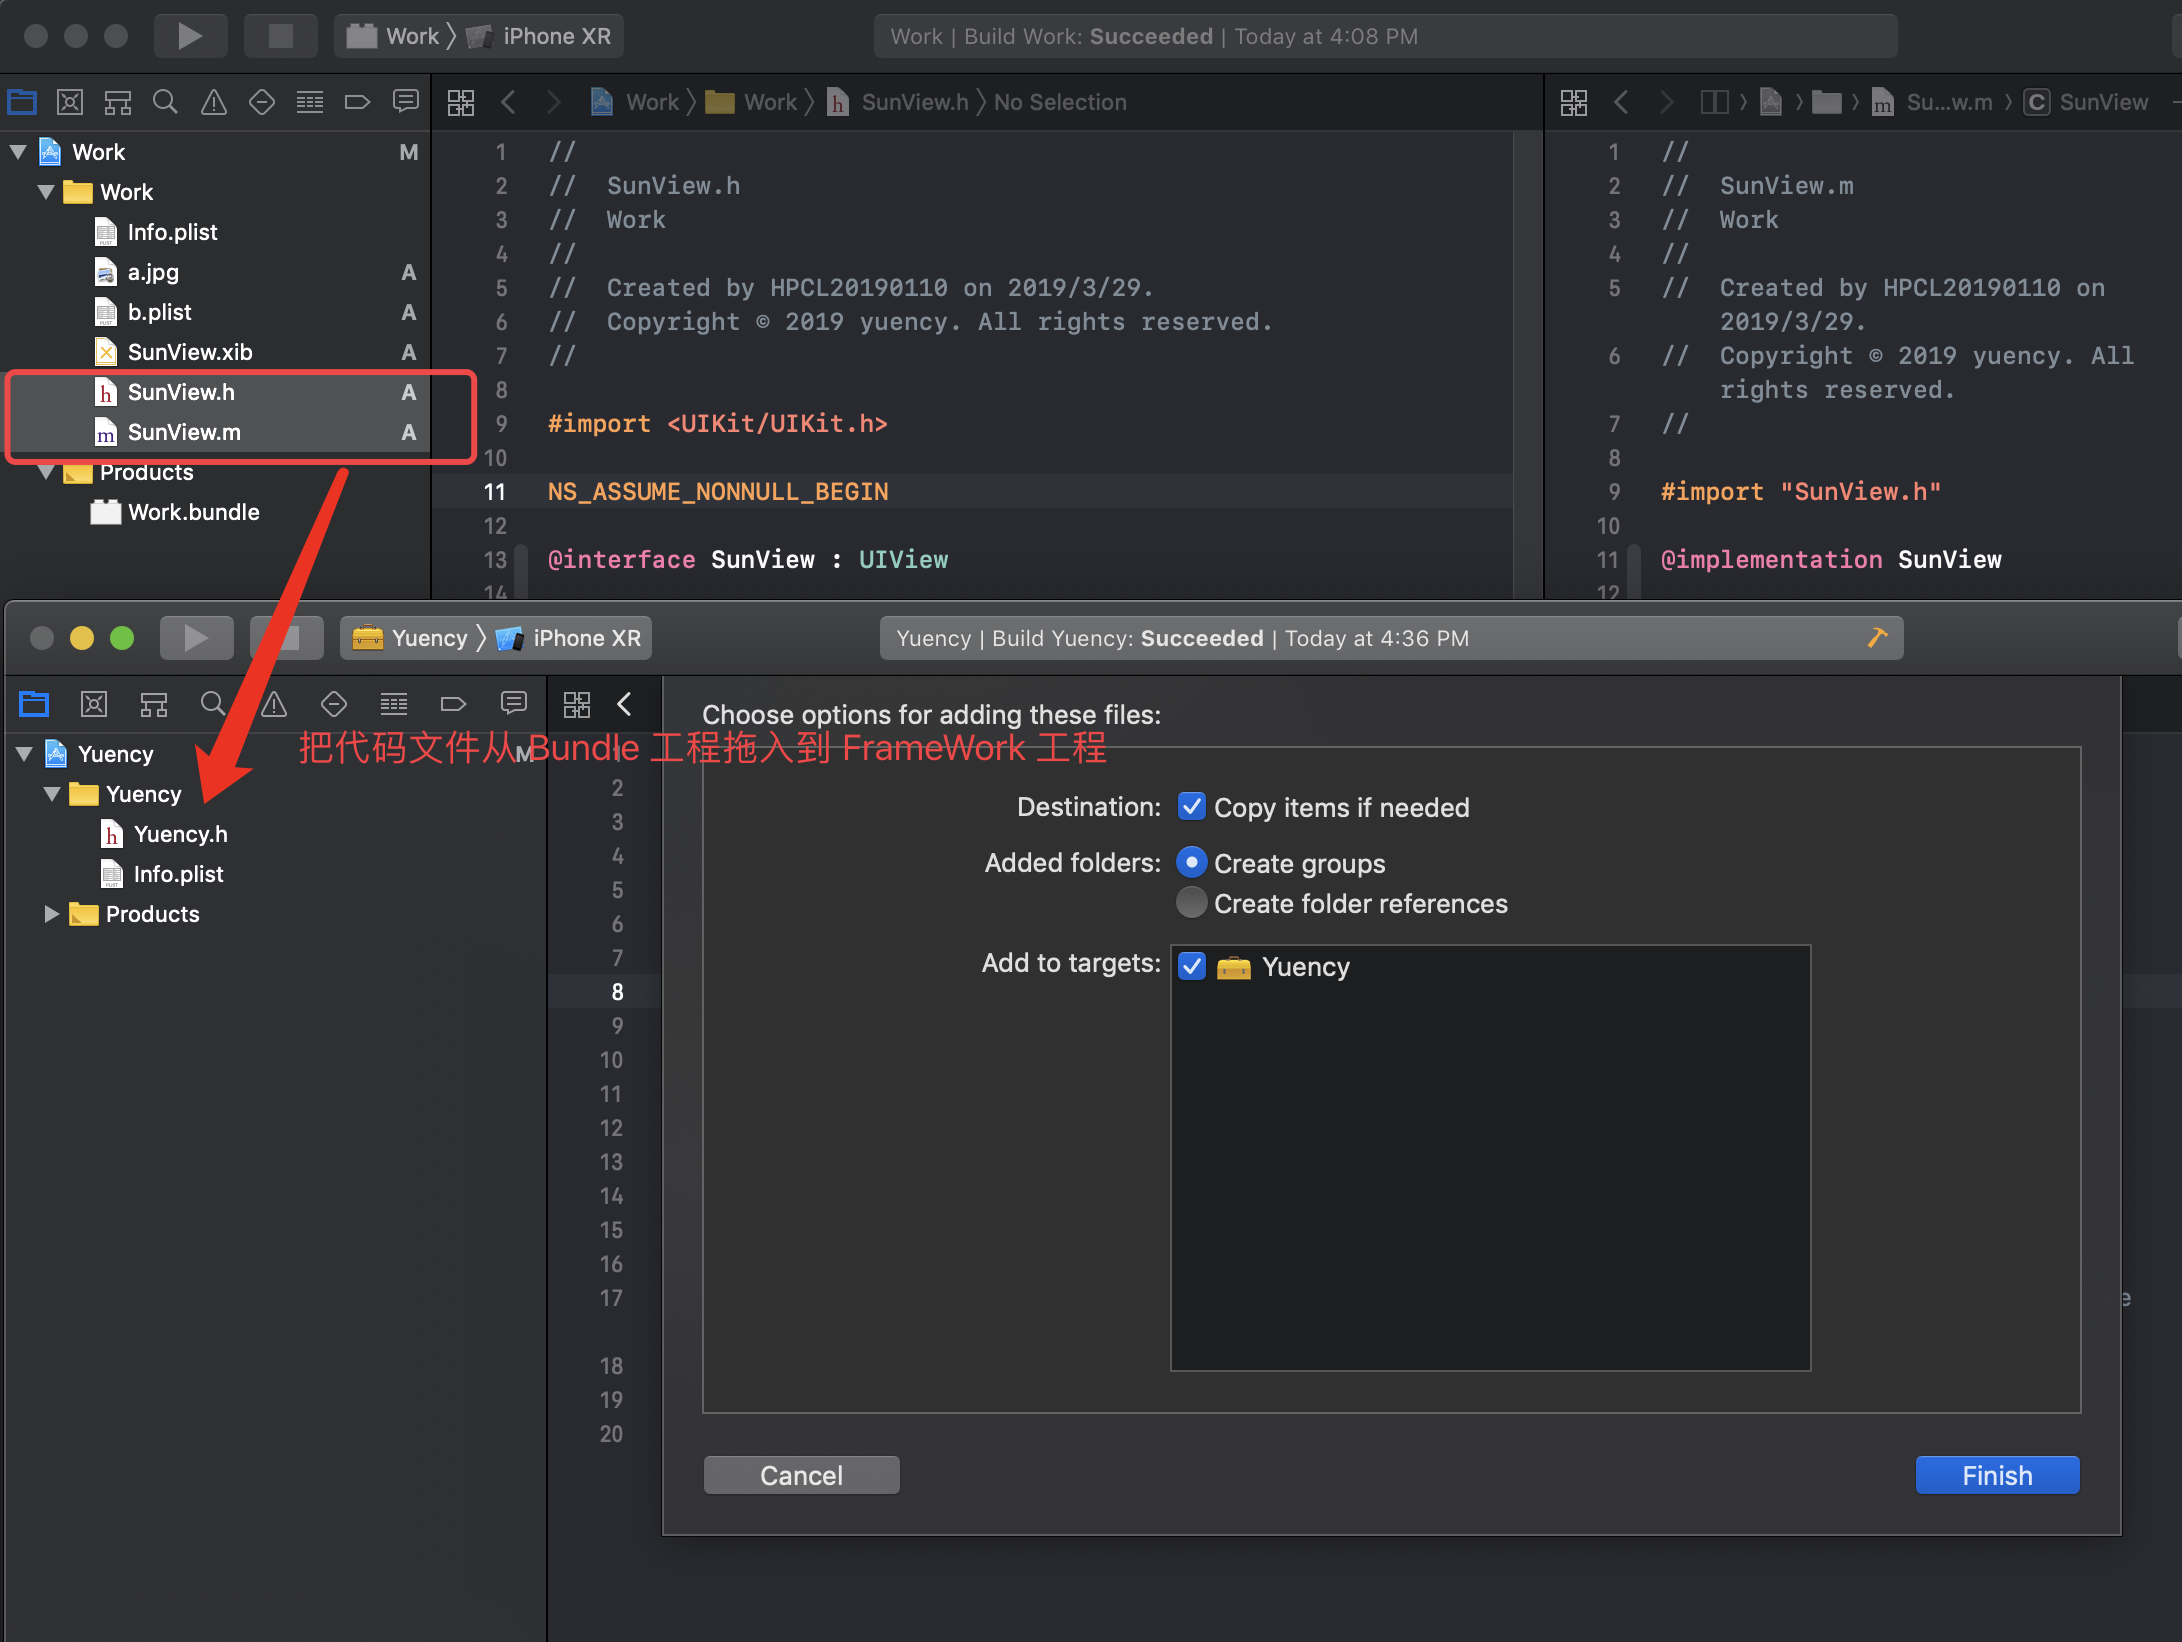 Work 〉 iPhone XR
Work | Build Work: Succeeded | Today at 4:08 PM
Work 〉 Work 〉 h SunView.h 〉 No Selection
〉 〉 〉 m Su...w.m 〉 C SunView
Work M
Work
Info.plist
a.jpg A
b.plist A
SunView.xib A
h SunView.h A
m SunView.m A
Products
Work.bundle
1 //
2 // SunView.h
3 // Work
4 //
5 // Created by HPCL20190110 on 2019/3/29.
6 // Copyright © 2019 yuency. All rights reserved.
7 //
8
9 #import <UIKit/UIKit.h>
10
11 NS_ASSUME_NONNULL_BEGIN
12
13 @interface SunView : UIView
14
1 //
2 // SunView.m
3 // Work
4 //
5 // Created by HPCL20190110 on
2019/3/29.
6 // Copyright © 2019 yuency. All
rights reserved.
7 //
8
9 #import "SunView.h"
10
11 @implementation SunView
12
Yuency 〉 iPhone XR
Yuency | Build Yuency: Succeeded | Today at 4:36 PM
把代码文件从 Bundle 工程拖入到 FrameWork 工程
Yuency M
Yuency
h Yuency.h
Info.plist
Products
1
2
3
4
5
6
7
8
9
10
11
12
13
14
15
16
17
18
19
20
Choose options for adding these files:
Destination: Copy items if needed
Added folders: Create groups
Create folder references
Add to targets: Yuency
e
Cancel
Finish